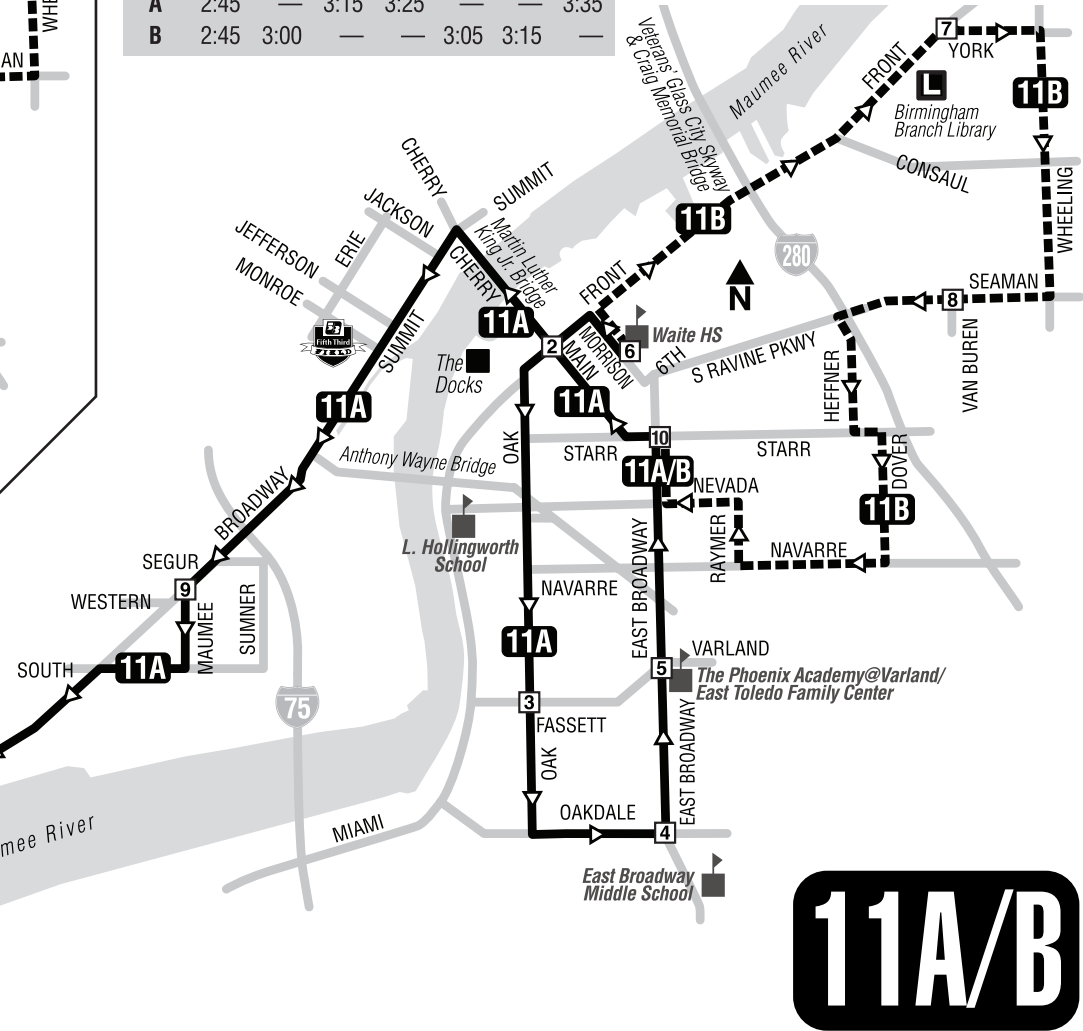 A 2:45 — 3:15 3:25 — — 3:35
B 2:45 3:00 — — 3:05 3:15 —
WHE
AN
Veterans' Glass City Skyway
& Craig Memorial Bridge
Maumee River
7
YORK
FRONT
L
Birmingham
Branch Library
11B
CONSAUL
WHEELING
CHERRY
SUMMIT
JACKSON
JEFFERSON
ERIE
MONROE
Martin Luther
King Jr. Bridge
CHERRY
11B
280
FRONT
N
SEAMAN
8
Fifth Third
FIELD
SUMMIT
11A
2
MAIN
MORRISON
6
Waite HS
6TH
S RAVINE PKWY
VAN BUREN
The
Docks
11A
11A
HEFFNER
OAK
10
STARR
STARR
DOVER
Anthony Wayne Bridge
11A/B
NEVADA
11B
BROADWAY
L. Hollingworth
School
RAYMER
NAVARRE
SEGUR
9
WESTERN
MAUMEE
SUMNER
NAVARRE
EAST BROADWAY
11A
SOUTH
11A
VARLAND
5
The Phoenix Academy@Varland/
East Toledo Family Center
75
3
FASSETT
OAK
EAST BROADWAY
OAKDALE
4
mee River
MIAMI
East Broadway
Middle School
11A/B